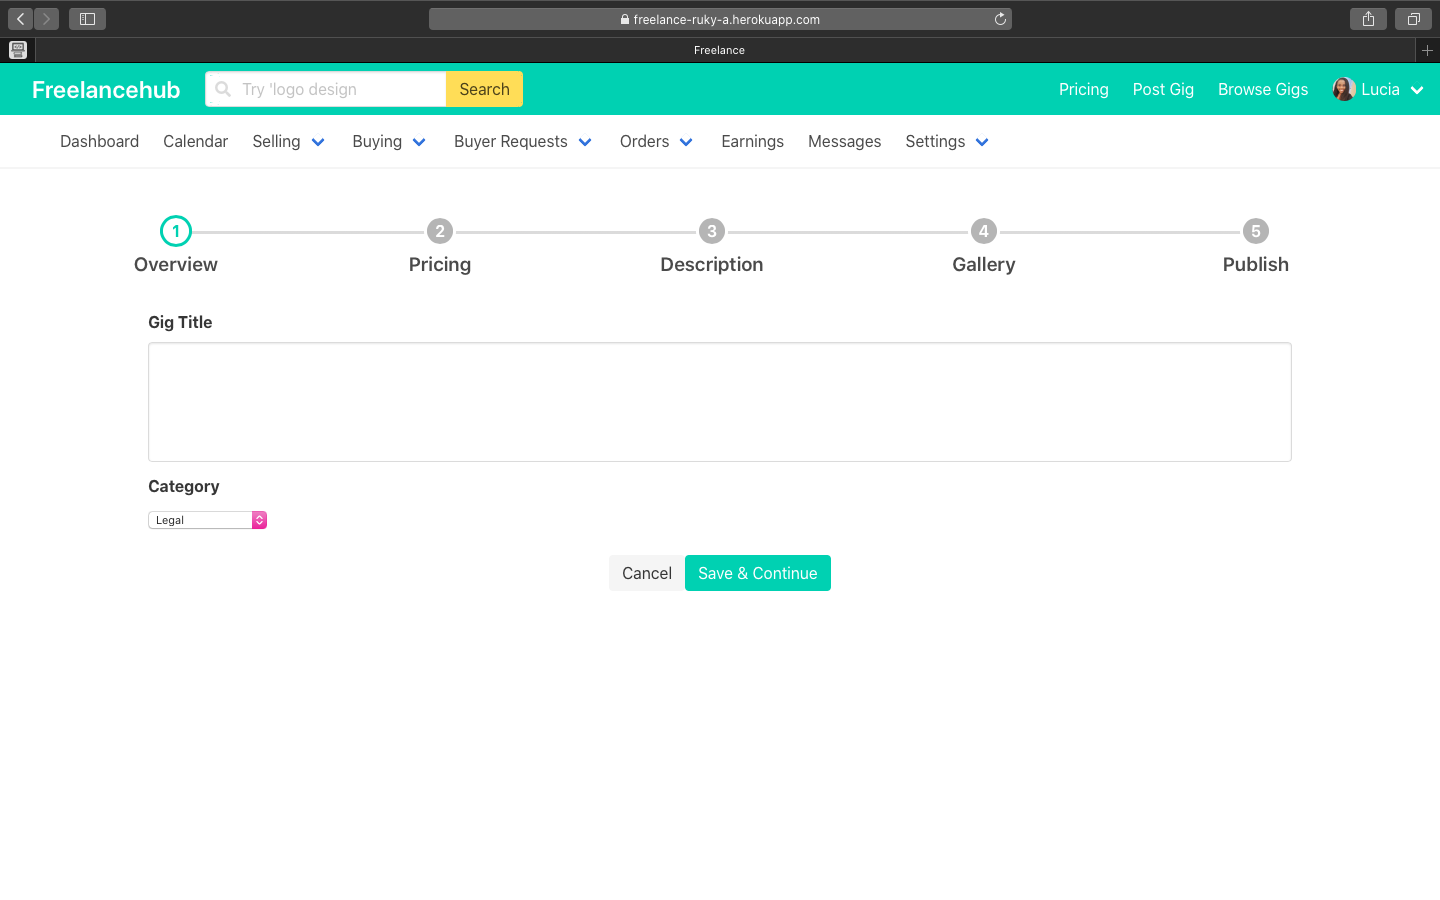 freelance-ruky-a.herokuapp.com
Freelance
Freelancehub Try 'logo design Search Pricing Post Gig Browse Gigs Lucia
Dashboard Calendar Selling Buying Buyer Requests Orders Earnings Messages Settings
1 2 3 4 5
Overview Pricing Description Gallery Publish
Gig Title
Category
Legal
Cancel Save & Continue